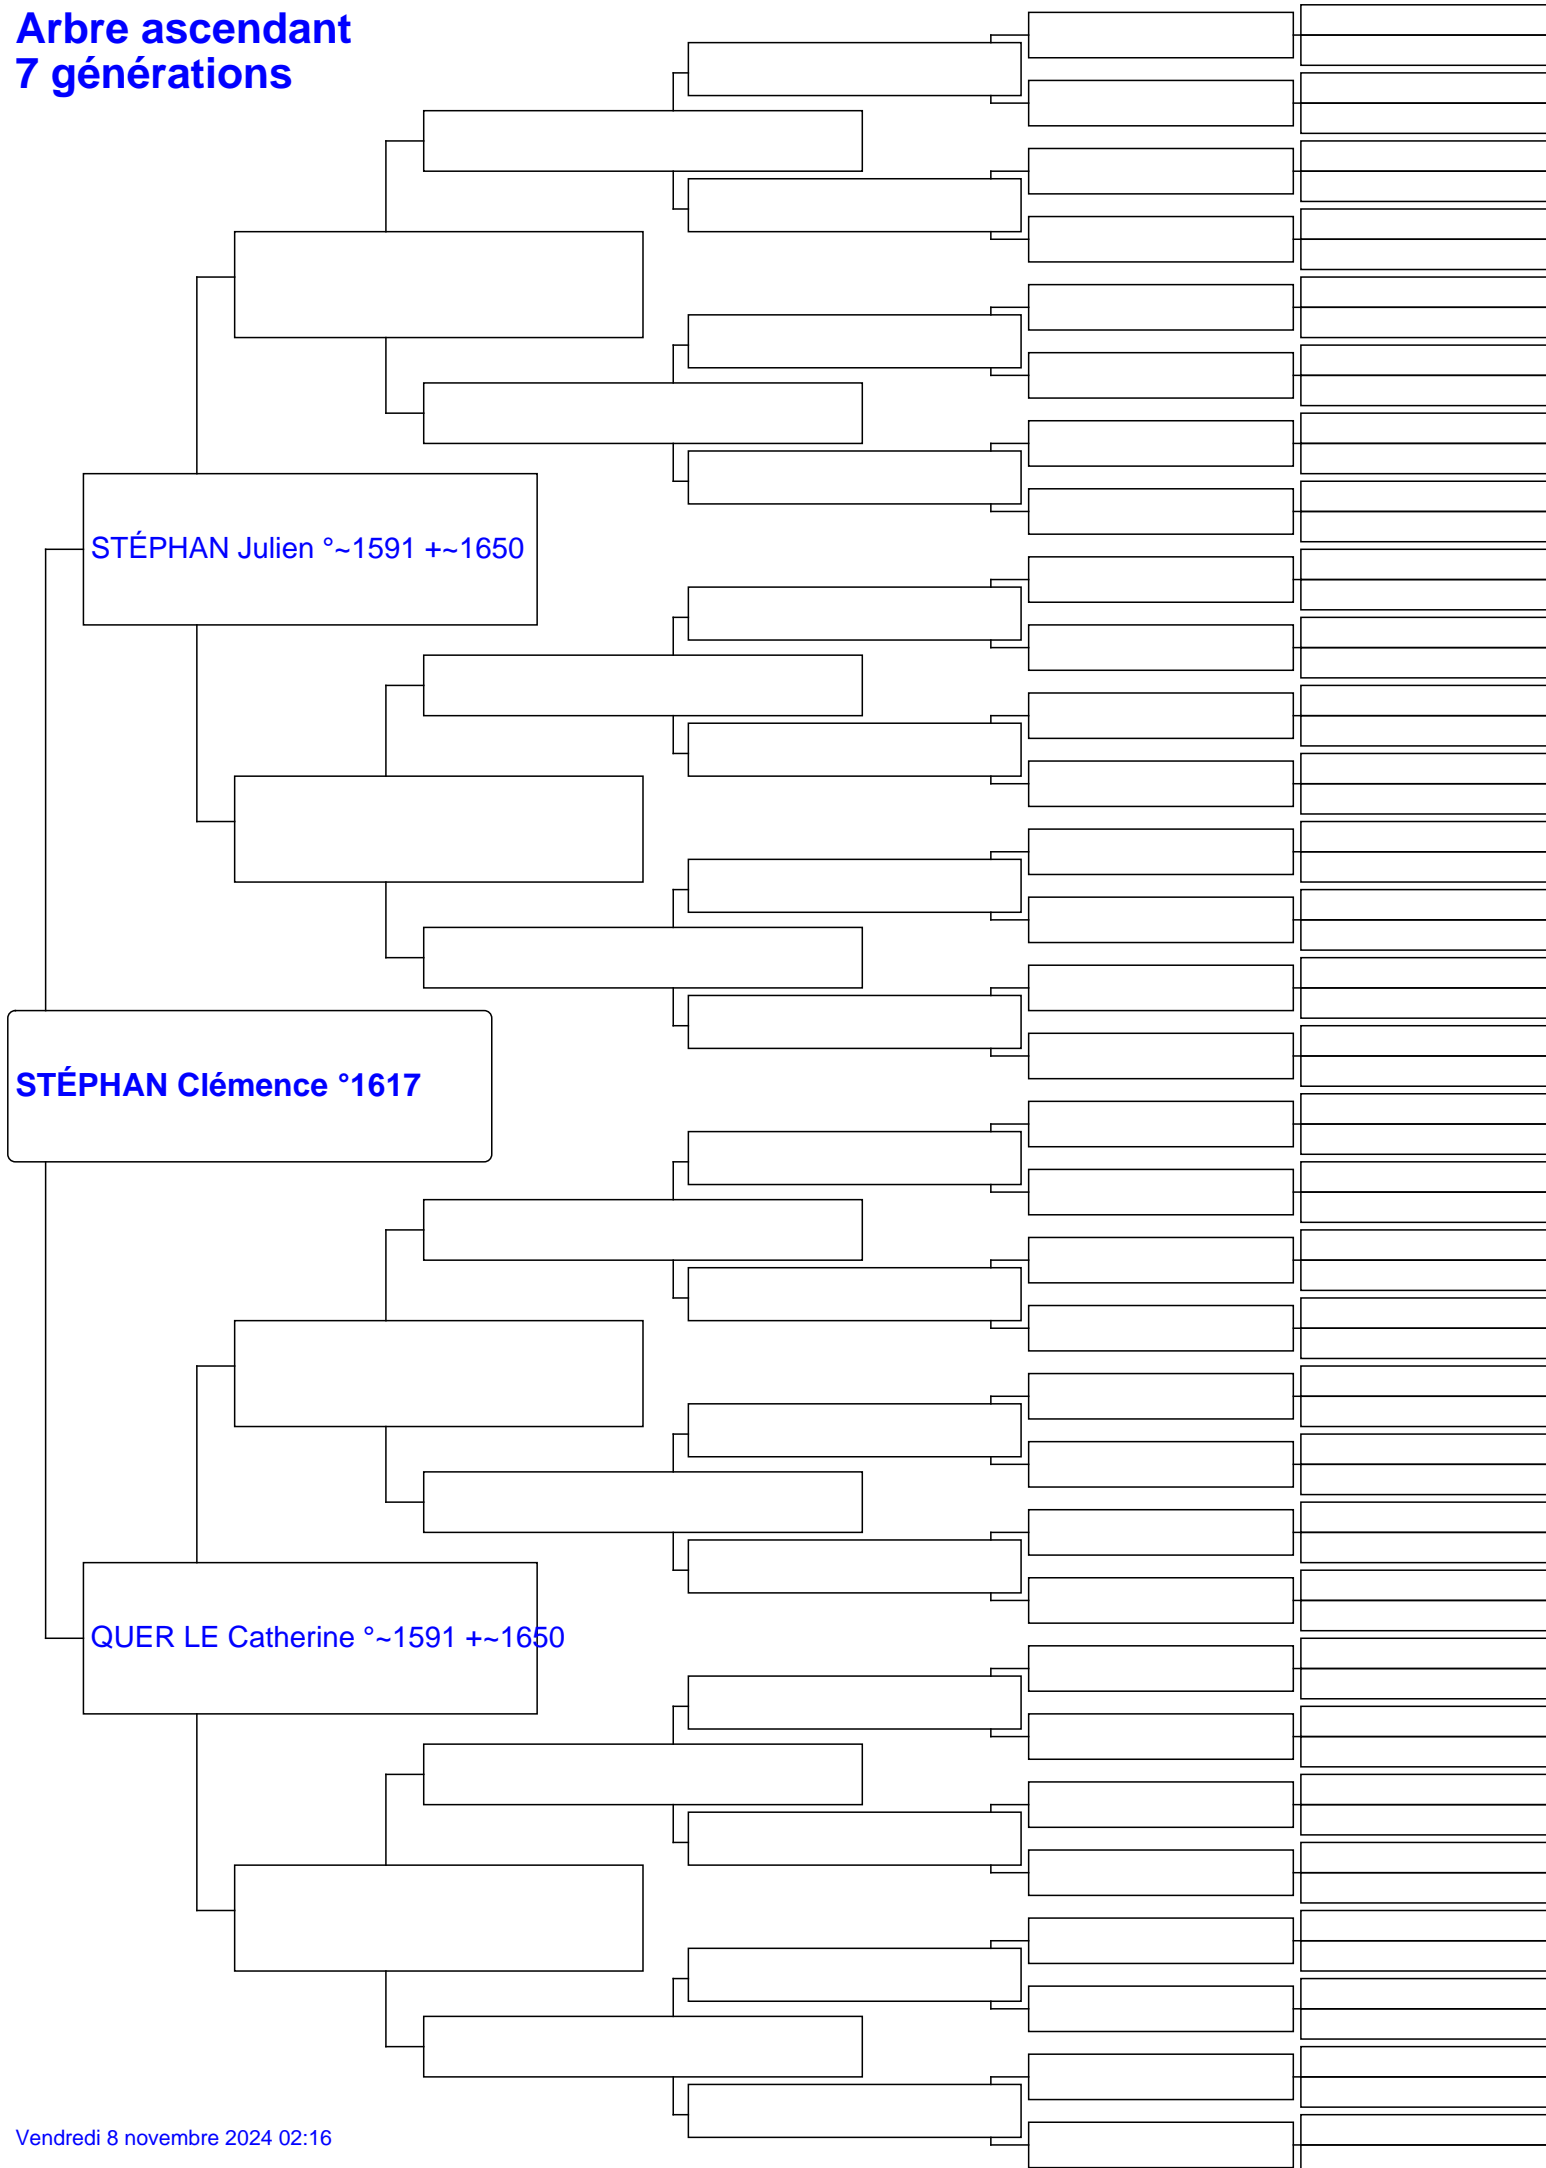 Arbre ascendant
7 générations
STÉPHAN Julien °~1591 +~1650
STÉPHAN Clémence °1617
QUER LE Catherine °~1591 +~1650
Vendredi 8 novembre 2024 02:16